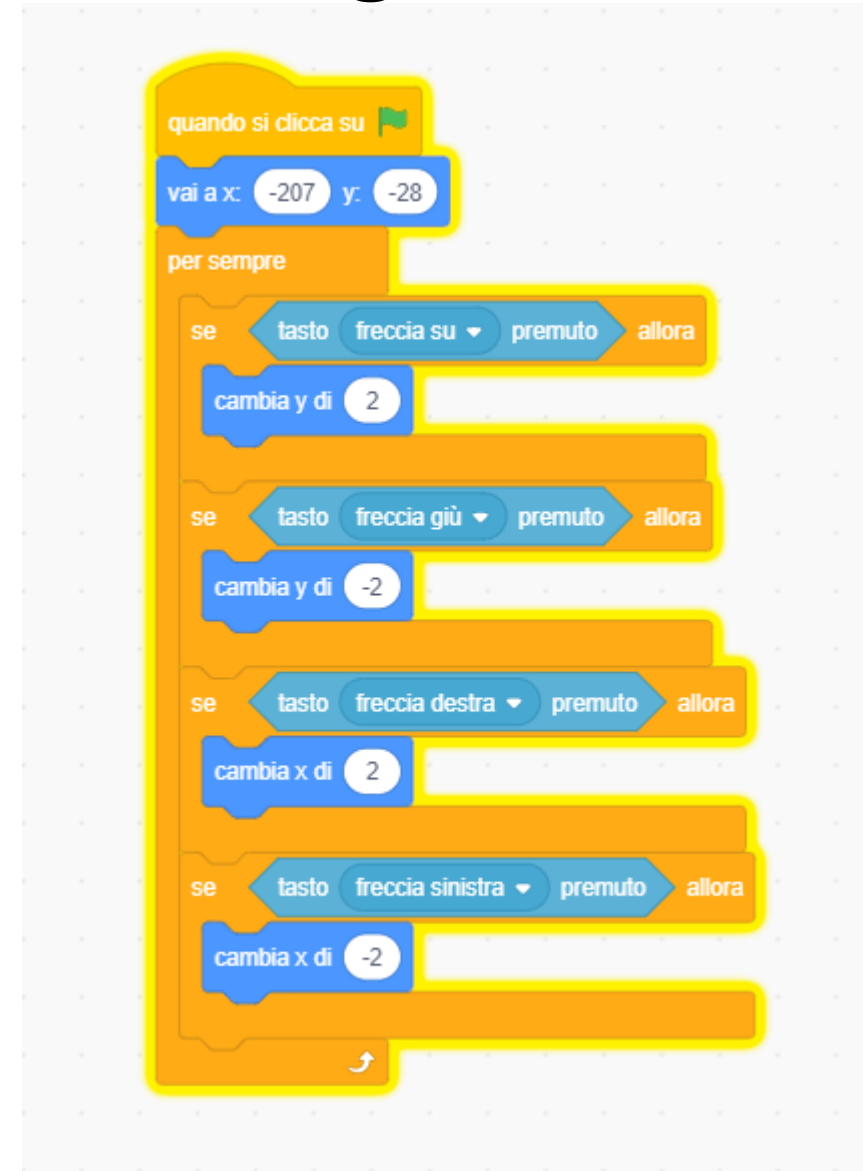 quando si clicca su
vai a x: -207 y: -28
per sempre
se tasto freccia su premuto allora
cambia y di 2
se tasto freccia giù premuto allora
cambia y di -2
se tasto freccia destra premuto allora
cambia x di 2
se tasto freccia sinistra premuto allora
cambia x di -2